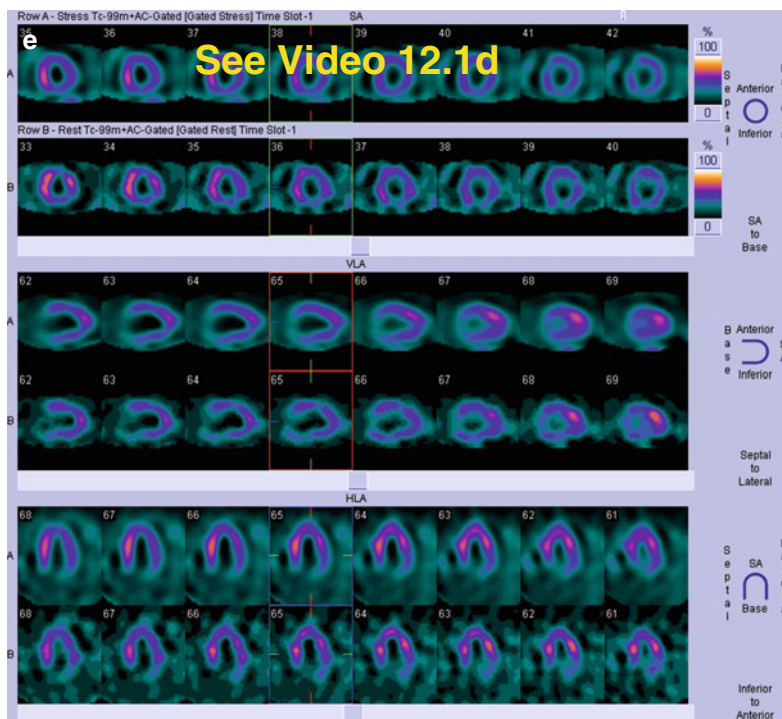 Row A - Stress Tc-99m+AC-Gated [Gated Stress] Time Slot-1 SA
e
See Video 12.1d
35 36 37 38 39 40 41 42
A
%
100
0
Septal
Anterior
Inferior
Row B - Rest Tc-99m+AC-Gated [Gated Rest] Time Slot-1
33 34 35 36 37 38 39 40
B
%
100
0
SA
to
Base
VLA
62 63 64 65 66 67 68 69
A
Base
Anterior
Inferior
62 63 64 65 66 67 68 69
B
Septal
to
Lateral
HLA
68 67 66 65 64 63 62 61
A
Septal
SA
Base
68 67 66 65 64 63 62 61
B
Inferior
to
Anterior